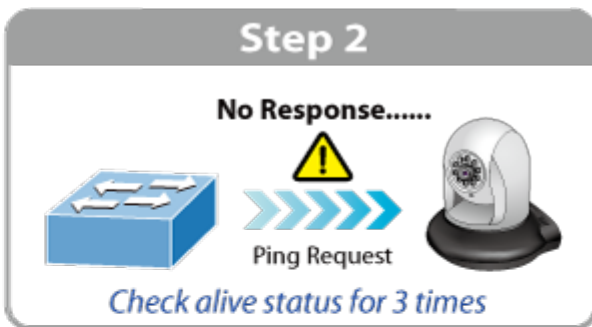 Step 2
No Response......
Ping Request
Check alive status for 3 times